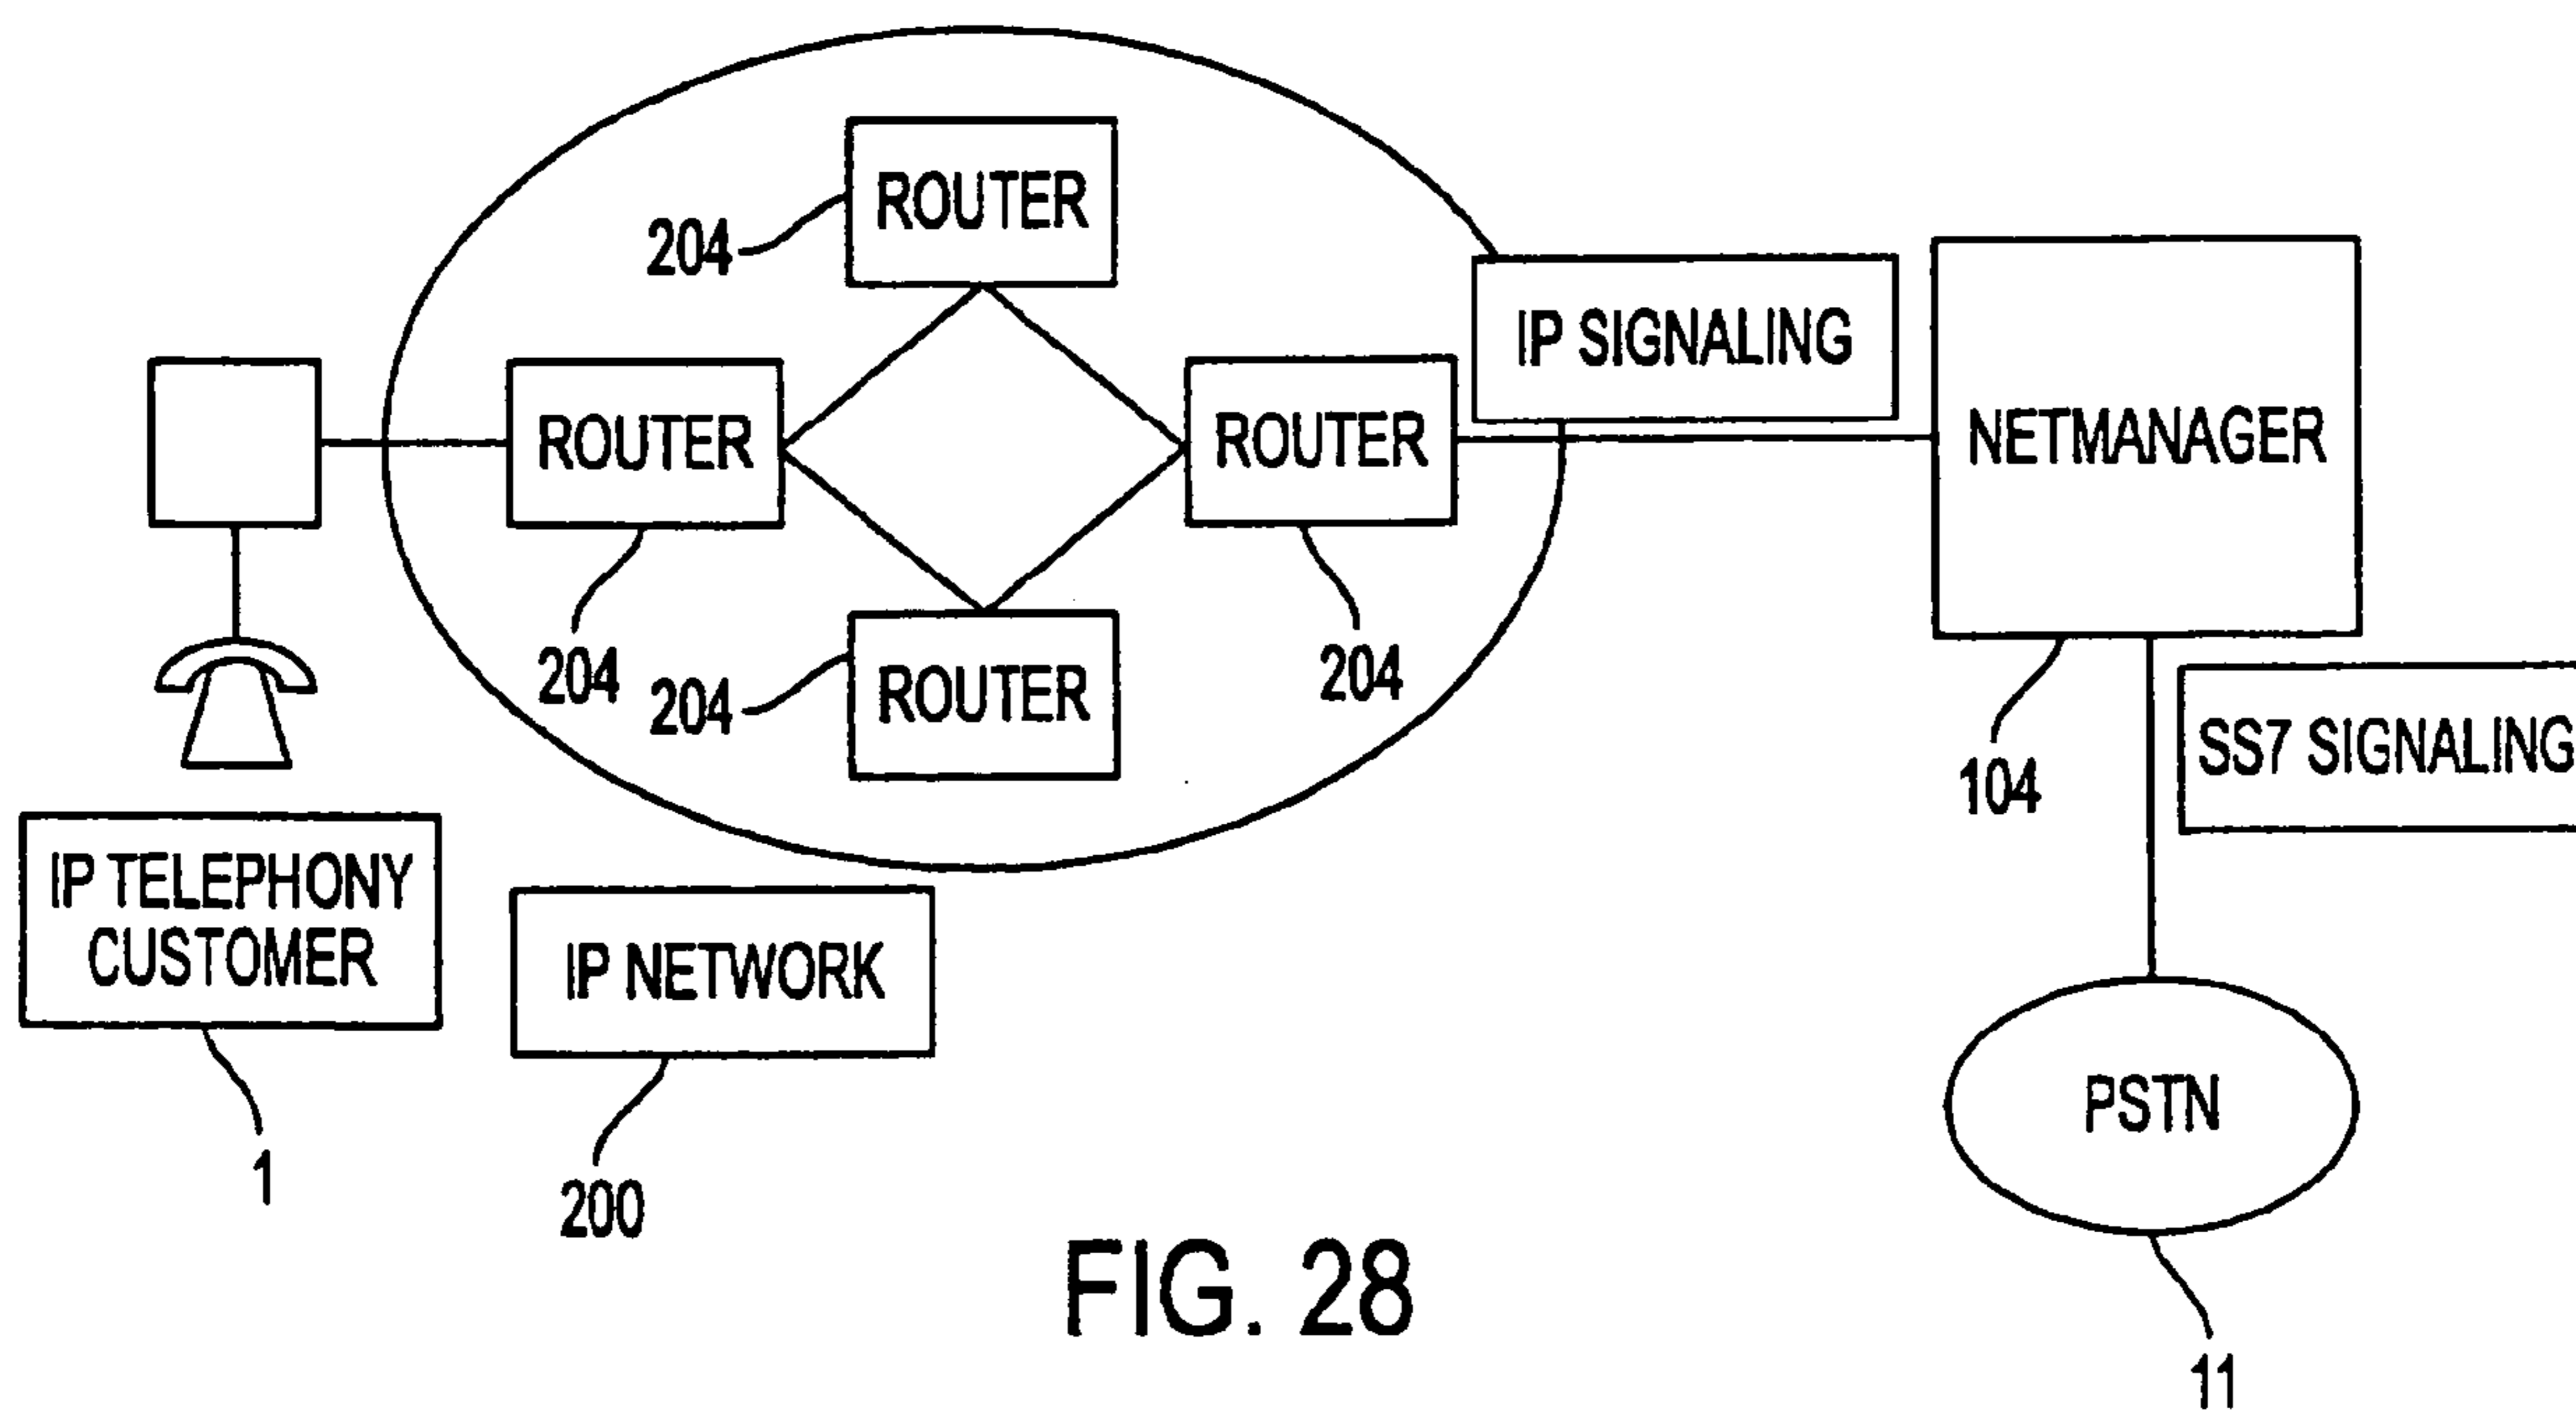 ROUTER
204
IP SIGNALING
ROUTER
ROUTER
NETMANAGER
204
204
204
ROUTER
104
SS7 SIGNALING
IP TELEPHONY
CUSTOMER
IP NETWORK
PSTN
1
200
FIG. 28
11